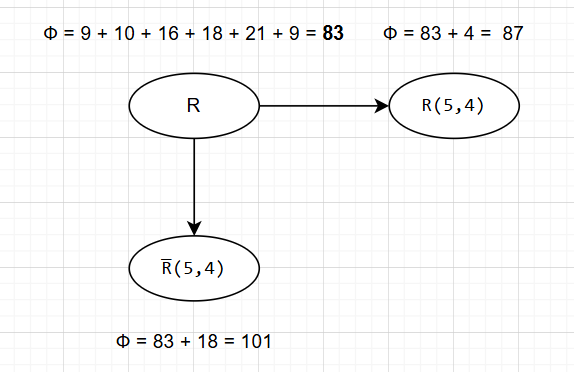 Φ = 9 + 10 + 16 + 18 + 21 + 9 = 83
Φ = 83 + 4 = 87
R
R(5,4)
R̅(5,4)
Φ = 83 + 18 = 101